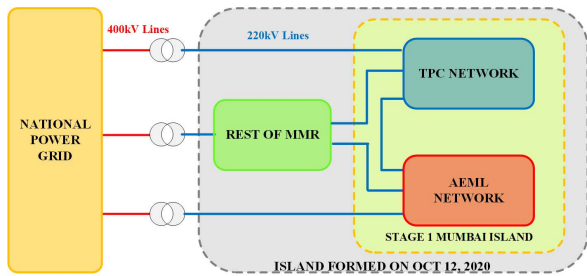 400kV Lines
220kV Lines
TPC NETWORK
NATIONAL
POWER
GRID
REST OF MMR
AEML
NETWORK
STAGE 1 MUMBAI ISLAND
ISLAND FORMED ON OCT 12, 2020